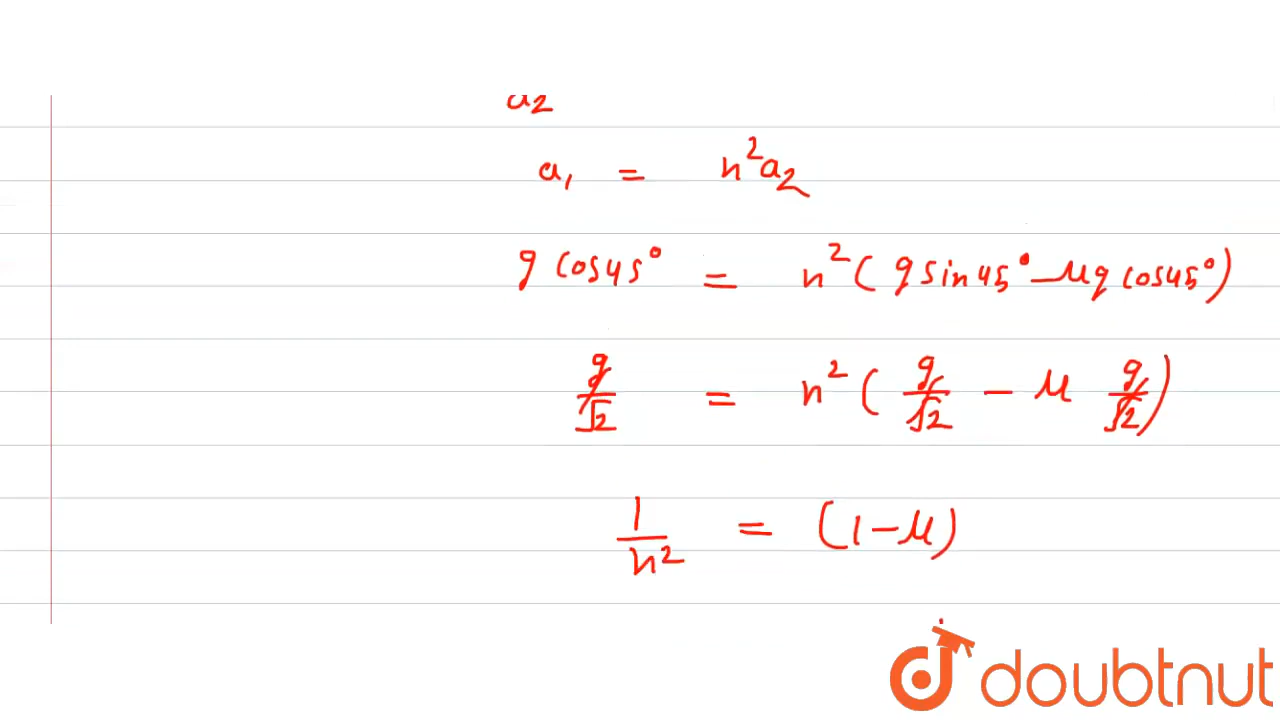 a2
a1 = n²a2
g cos45° = n²(g sin45° - μg cos45°)
g/√2 = n²(g/√2 - μ g/√2)
1/n² = (1-μ)
doubtnut